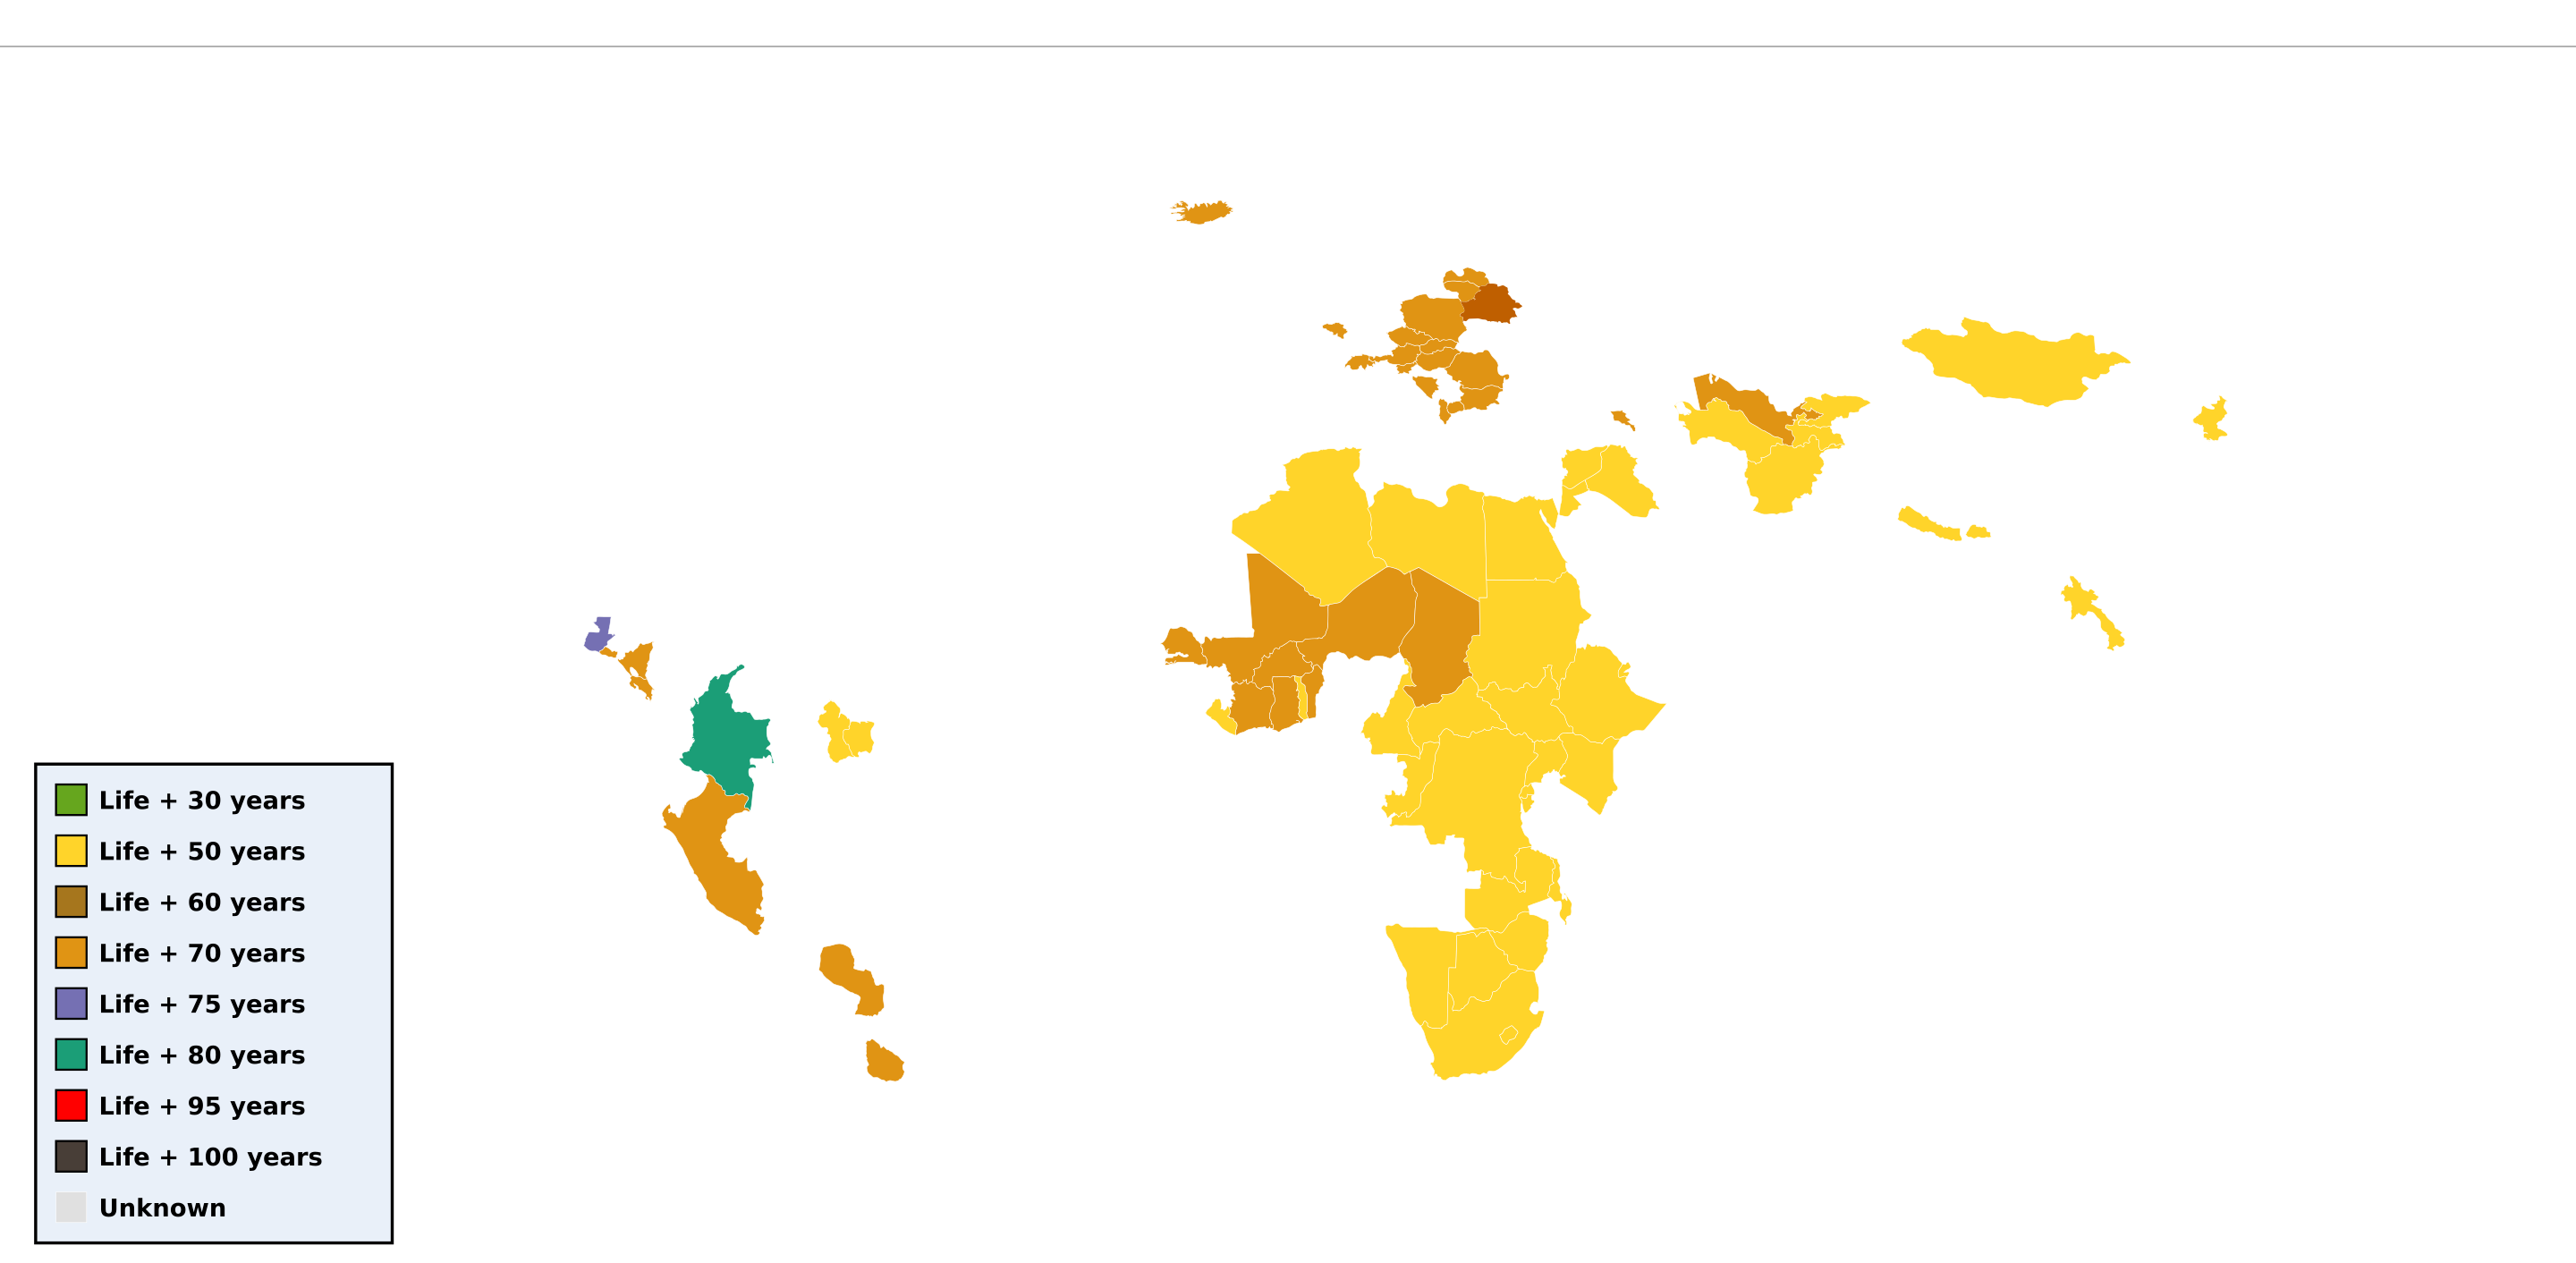 Life + 30 years
Life + 50 years
Life + 60 years
Life + 70 years
Life + 75 years
Life + 80 years
Life + 95 years
Life + 100 years
Unknown